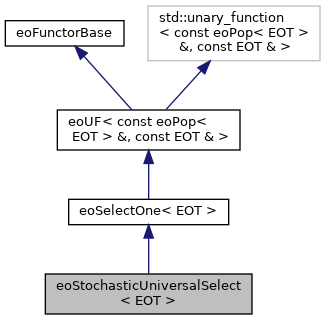 eoFunctorBase
std::unary_function
< const eoPop< EOT >
&, const EOT & >
eoUF< const eoPop<
EOT > &, const EOT & >
eoSelectOne< EOT >
eoStochasticUniversalSelect
< EOT >